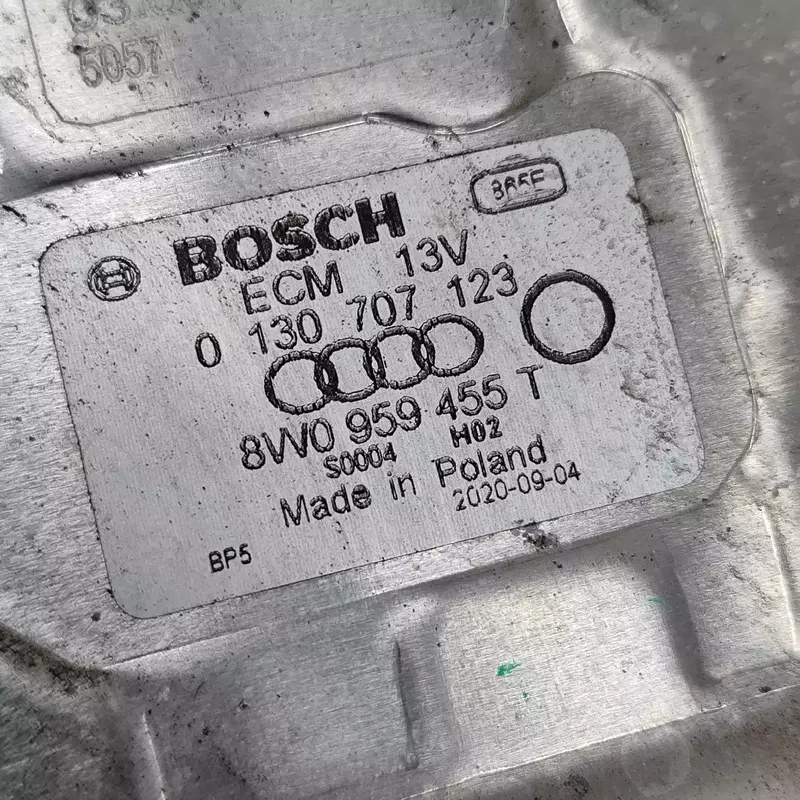 5057
365F
BOSCH
ECM 13V
0 130 707 123
8W0 959 455 T
S0004 H02
Made in Poland
2020-09-04
BP5